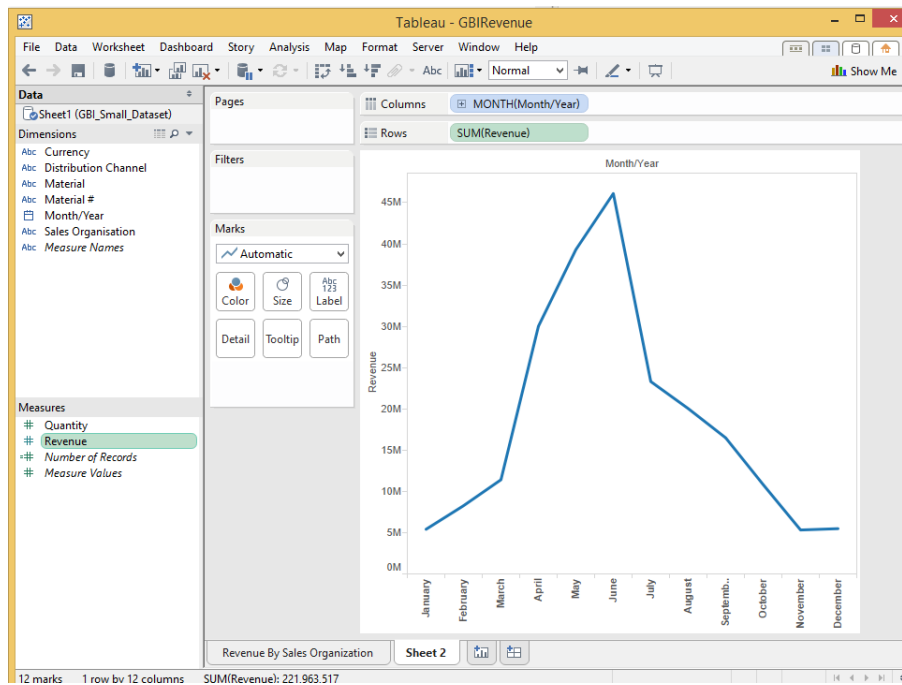 Tableau - GBIRevenue
File Data Worksheet Dashboard Story Analysis Map Format Server Window Help
Abc Normal Show Me
Data
Sheet1 (GBI_Small_Dataset)
Dimensions
Abc Currency
Abc Distribution Channel
Abc Material
Abc Material #
Month/Year
Abc Sales Organisation
Abc Measure Names
Measures
# Quantity
# Revenue
=# Number of Records
# Measure Values
Pages
Filters
Marks
Automatic
Color Size Abc 123 Label
Detail Tooltip Path
Columns MONTH(Month/Year)
Rows SUM(Revenue)
Month/Year
Revenue
45M
40M
35M
30M
25M
20M
15M
10M
5M
0M
January February March April May June July August Septemb.. October November December
Revenue By Sales Organization Sheet 2
12 marks 1 row by 12 columns SUM(Revenue): 221,963,517